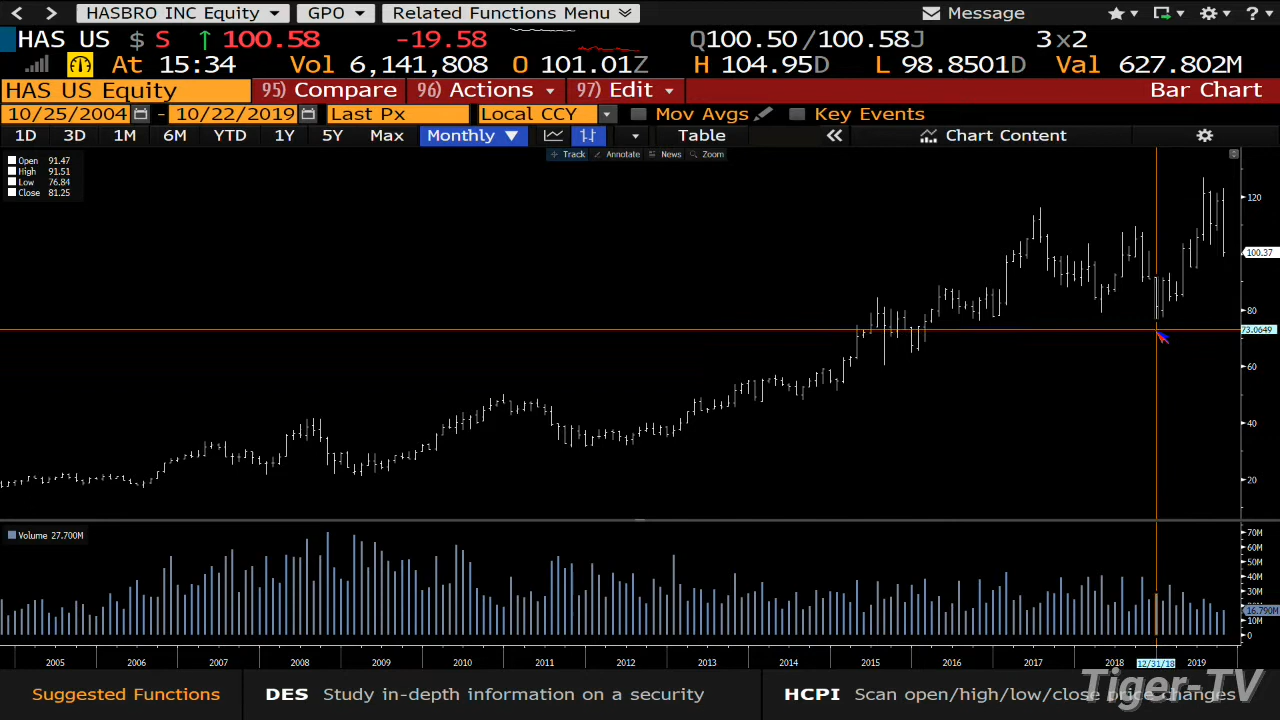 HASBRO INC Equity GPO Related Functions Menu Message
HAS US $ S ↑ 100.58 -19.58 Q100.50/100.58J 3x2
At 15:34 Vol 6,141,808 O 101.01Z H 104.95D L 98.8501D Val 627.802M
HAS US Equity 95) Compare 96) Actions 97) Edit Bar Chart
10/25/2004 - 10/22/2019 Last Px Local CCY Mov Avgs Key Events
1D 3D 1M 6M YTD 1Y 5Y Max Monthly ▼ Table Chart Content
Track Annotate News Zoom
Open 91.47
High 91.51
Low 76.84
Close 81.25
120
100.37
80
73.0649
60
40
20
Volume 27.700M
70M
60M
50M
40M
30M
16.790M
10M
0
2005 2006 2007 2008 2009 2010 2011 2012 2013 2014 2015 2016 2017 2018 12/31/18 2019
Suggested Functions DES Study in-depth information on a security HCPI Scan open/high/low/close price changes
Tiger-TV